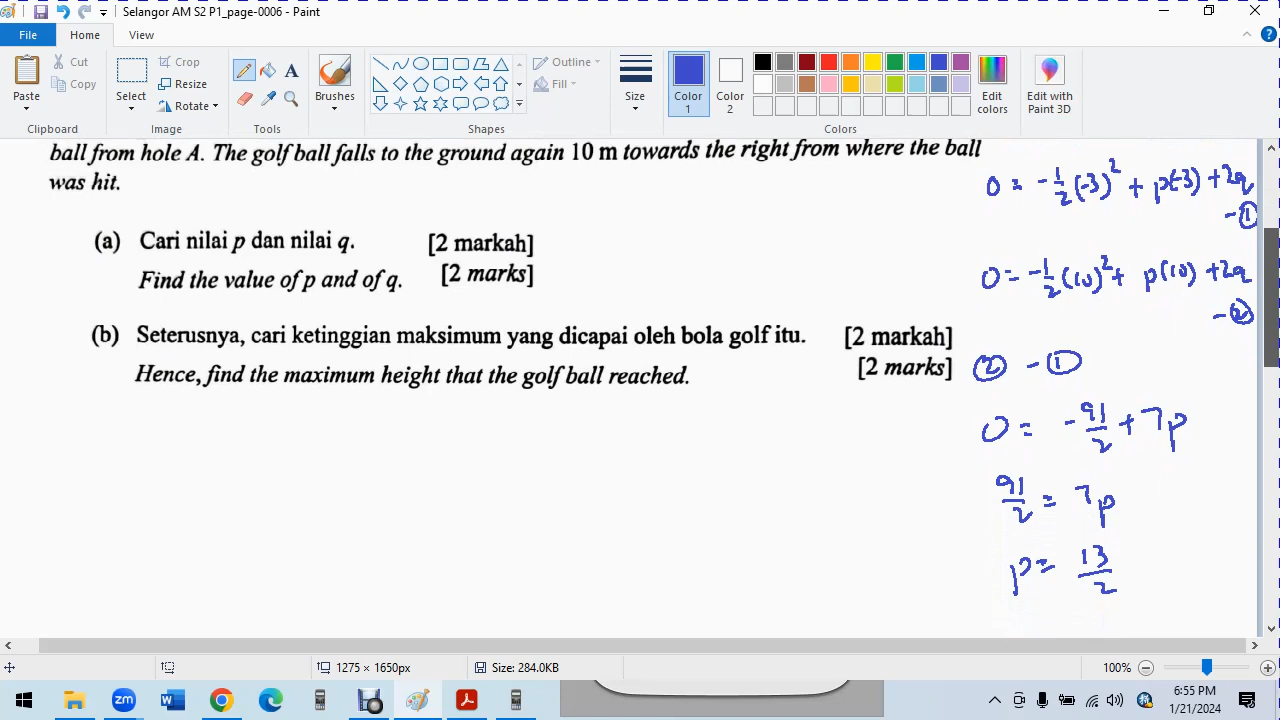 Selangor AM S2 P1_page-0006 - Paint
File Home View
Paste
Cut
Copy
Clipboard
Select
Crop
Resize
Rotate
Image
Tools
Brushes
Outline
Fill
Shapes
Size
Color 1
Color 2
Edit colors
Colors
Edit with Paint 3D
ball from hole A. The golf ball falls to the ground again 10 m towards the right from where the ball
was hit.
(a) Cari nilai p dan nilai q. [2 markah]
Find the value of p and of q. [2 marks]
(b) Seterusnya, cari ketinggian maksimum yang dicapai oleh bola golf itu. [2 markah]
Hence, find the maximum height that the golf ball reached. [2 marks]
0 = -1/2(-3)² + p(-3) + 2q
- ①
0 = -1/2(10)² + p(10) + 2q
- ②
② - ①
0 = -91/2 + 7p
91/2 = 7p
p = 13/2
1275 × 1650px
Size: 284.0KB
100%
zm
6:55 PM
1/21/2024